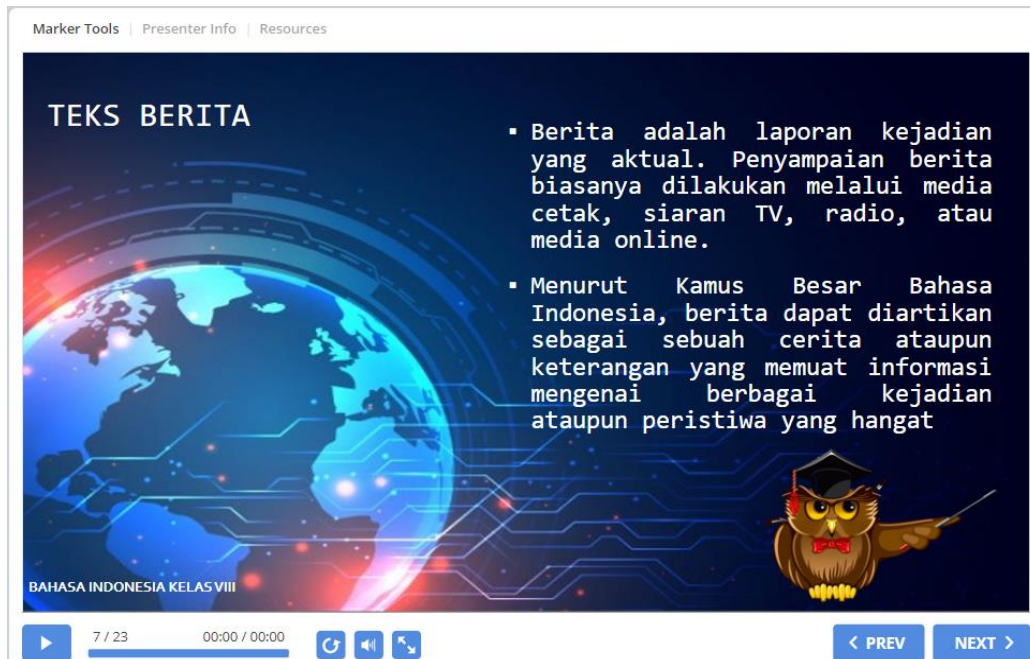 Marker Tools | Presenter Info | Resources
TEKS BERITA
▪ Berita adalah laporan kejadian
yang aktual. Penyampaian berita
biasanya dilakukan melalui media
cetak, siaran TV, radio, atau
media online.
▪ Menurut Kamus Besar Bahasa
Indonesia, berita dapat diartikan
sebagai sebuah cerita ataupun
keterangan yang memuat informasi
mengenai berbagai kejadian
ataupun peristiwa yang hangat
BAHASA INDONESIA KELAS VIII
7 / 23 00:00 / 00:00
< PREV NEXT >